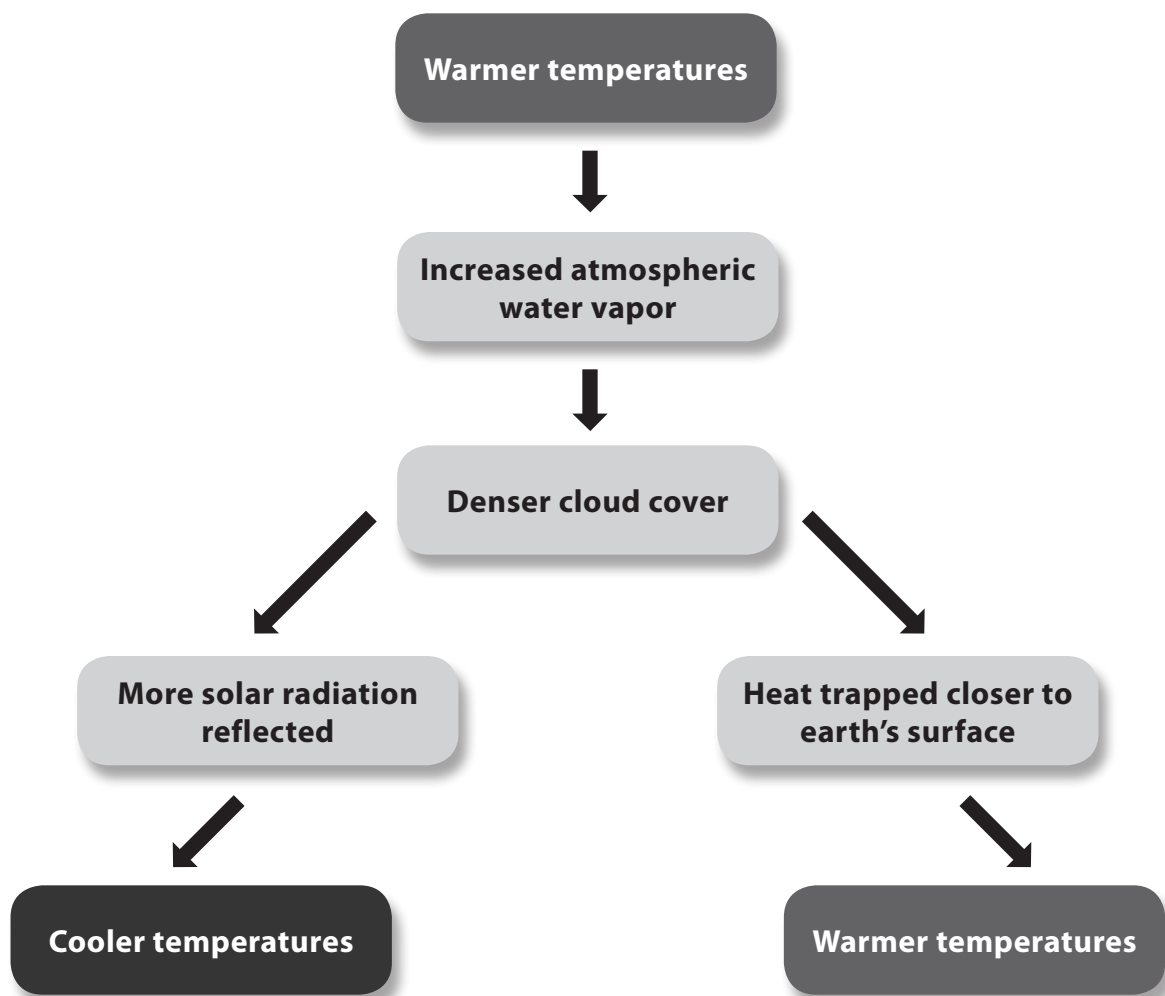 Warmer temperatures
Increased atmospheric
water vapor
Denser cloud cover
More solar radiation
reflected
Heat trapped closer to
earth’s surface
Cooler temperatures
Warmer temperatures